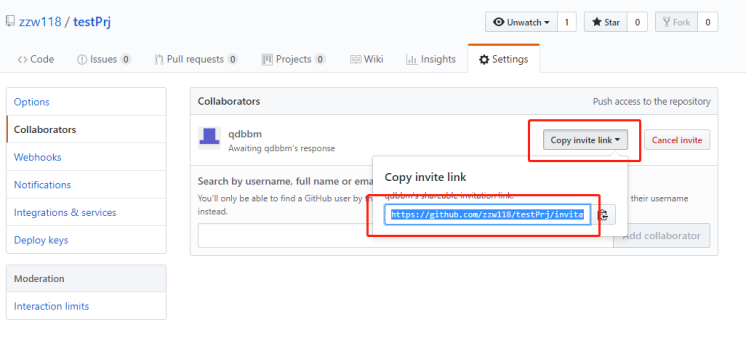 zzw118 / testPrj
Unwatch 1 Star 0 Fork 0
Code Issues 0 Pull requests 0 Projects 0 Wiki Insights Settings
Options
Collaborators
Webhooks
Notifications
Integrations & services
Deploy keys
Moderation
Interaction limits
Collaborators Push access to the repository
qdbbm
Awaiting qdbbm's response
Copy invite link Cancel invite
Copy invite link
qdbbm's shareable invitation link:
https://github.com/zzw118/testPrj/invita
Search by username, full name or ema
You'll only be able to find a GitHub user by th their username
instead.
Add collaborator